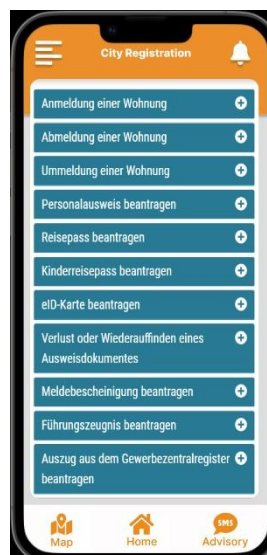 City Registration
Anmeldung einer Wohnung
Abmeldung einer Wohnung
Ummeldung einer Wohnung
Personalausweis beantragen
Reisepass beantragen
Kinderreisepass beantragen
eID-Karte beantragen
Verlust oder Wiederauffinden eines
Ausweisdokumentes
Meldebescheinigung beantragen
Führungszeugnis beantragen
Auszug aus dem Gewerbezentralregister
beantragen
SMS
Map
Home
Advisory